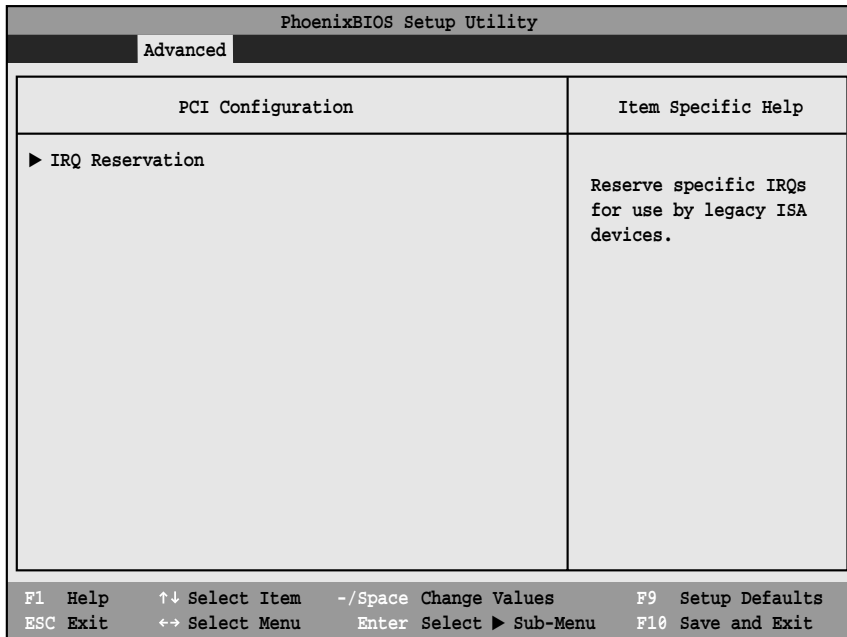 PhoenixBIOS Setup Utility
Advanced
PCI Configuration
Item Specific Help
▶ IRQ Reservation
Reserve specific IRQs
for use by legacy ISA
devices.
F1 Help ↑↓ Select Item -/Space Change Values F9 Setup Defaults
ESC Exit ←→ Select Menu Enter Select ▶ Sub-Menu F10 Save and Exit